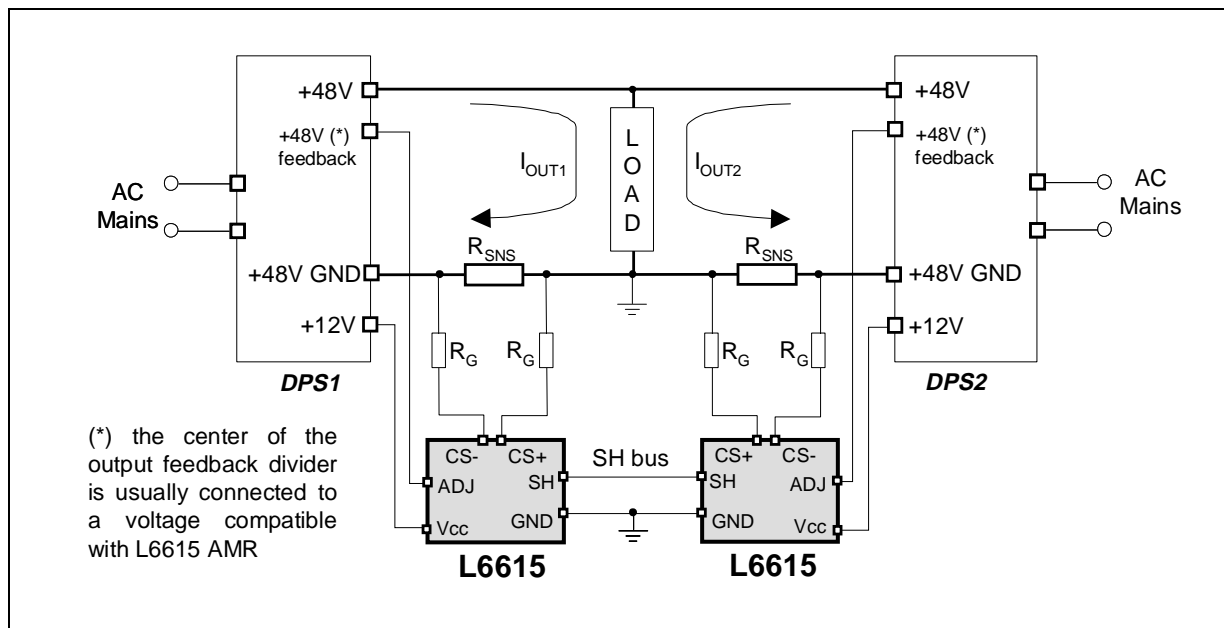 +48V
+48V
+48V (*)
feedback
+48V (*)
feedback
LOAD
I_OUT1
I_OUT2
AC
Mains
AC
Mains
R_SNS
R_SNS
+48V GND
+48V GND
+12V
+12V
R_G
R_G
R_G
R_G
DPS1
DPS2
(*) the center of the
output feedback divider
is usually connected to
a voltage compatible
with L6615 AMR
CS-
CS+
SH bus
CS+
CS-
ADJ
SH
SH
ADJ
Vcc
GND
GND
Vcc
L6615
L6615